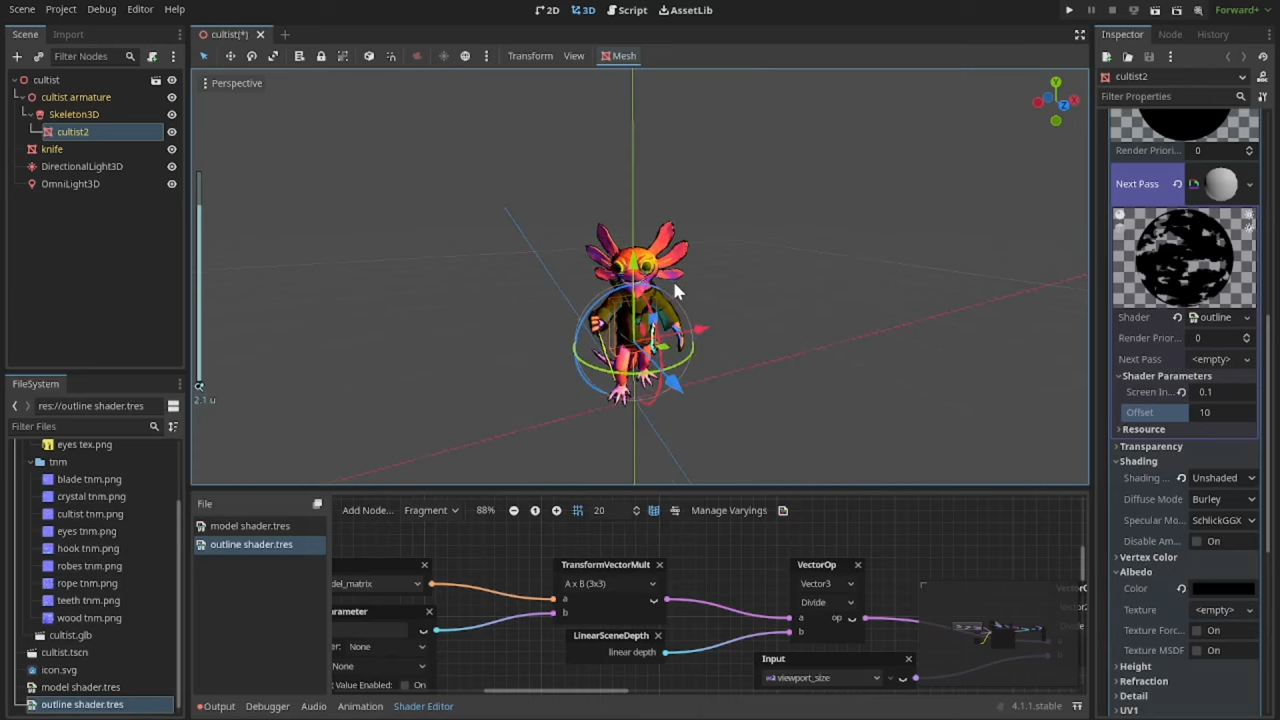 Scene Project Debug Editor Help
2D 3D Script AssetLib
Forward+
Scene Import
cultist(*)
Inspector Node History
Filter Nodes
Transform View Mesh
cultist
cultist armature
Skeleton3D
cultist2
knife
DirectionalLight3D
OmniLight3D
Perspective
Y
X
Z
2.1 u
cultist2
Filter Properties
Render Priori... 0
Next Pass
Shader outline
Render Prior... 0
Next Pass <empty>
Shader Parameters
Screen In... 0.1
Offset 10
Resource
Transparency
Shading
Shading ... Unshaded
Diffuse Mode Burley
Specular Mo SchlickGGX
Disable Am... On
Vertex Color
Albedo
Color
Texture <empty>
Texture Forc... On
Texture MSDF On
Height
Refraction
Detail
UV1
FileSystem
res://outline shader.tres
Filter Files
eyes tex.png
tnm
blade tnm.png
crystal tnm.png
cultist tnm.png
eyes tnm.png
hook tnm.png
robes tnm.png
rope tnm.png
teeth tnm.png
wood tnm.png
cultist.glb
cultist.tscn
icon.svg
model shader.tres
outline shader.tres
File
model shader.tres
outline shader.tres
Add Node... Fragment 88% 20 Manage Varyings
del_matrix
rameter
er: None
None
Value Enabled: On
TransformVectorMult
A x B (3x3)
a
b
LinearSceneDepth
linear depth
VectorOp
Vector3
Divide
a op
b
Input
viewport_size
Output Debugger Audio Animation Shader Editor
4.1.1.stable